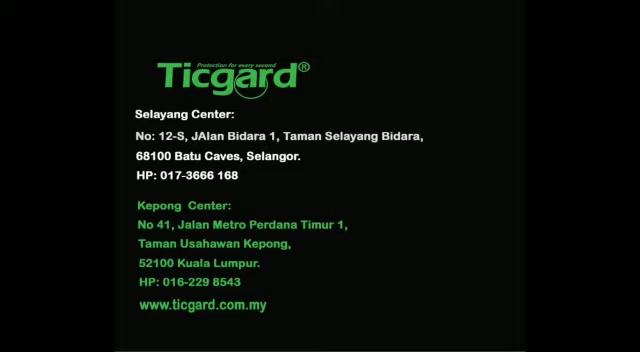 Protection for every second
Ticgard®
Selayang Center:
No: 12-S, JAlan Bidara 1, Taman Selayang Bidara,
68100 Batu Caves, Selangor.
HP: 017-3666 168
Kepong Center:
No 41, Jalan Metro Perdana Timur 1,
Taman Usahawan Kepong,
52100 Kuala Lumpur.
HP: 016-229 8543
www.ticgard.com.my